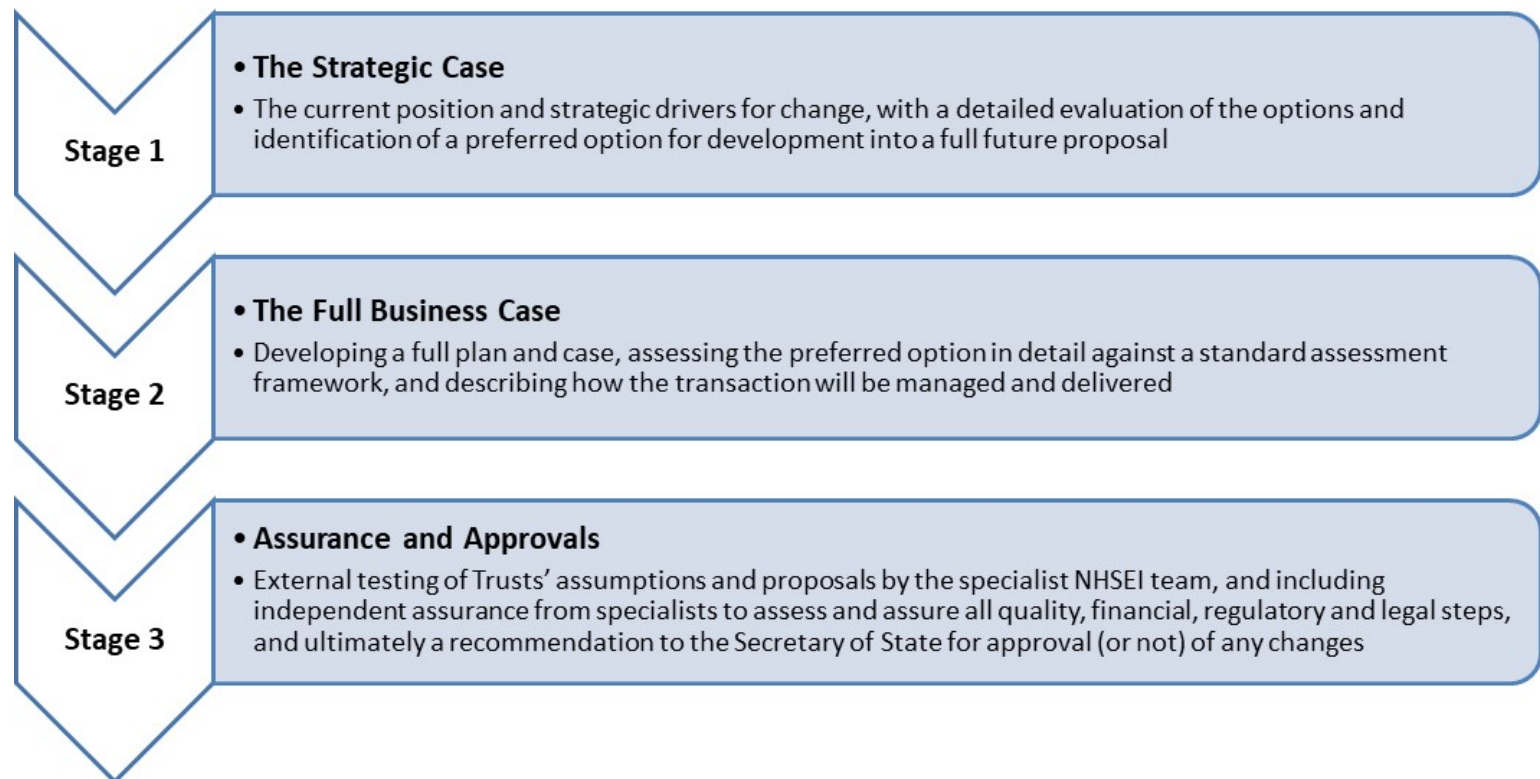 Stage 1
• The Strategic Case
• The current position and strategic drivers for change, with a detailed evaluation of the options and
identification of a preferred option for development into a full future proposal
Stage 2
• The Full Business Case
• Developing a full plan and case, assessing the preferred option in detail against a standard assessment
framework, and describing how the transaction will be managed and delivered
Stage 3
• Assurance and Approvals
• External testing of Trusts’ assumptions and proposals by the specialist NHSEI team, and including
independent assurance from specialists to assess and assure all quality, financial, regulatory and legal steps,
and ultimately a recommendation to the Secretary of State for approval (or not) of any changes